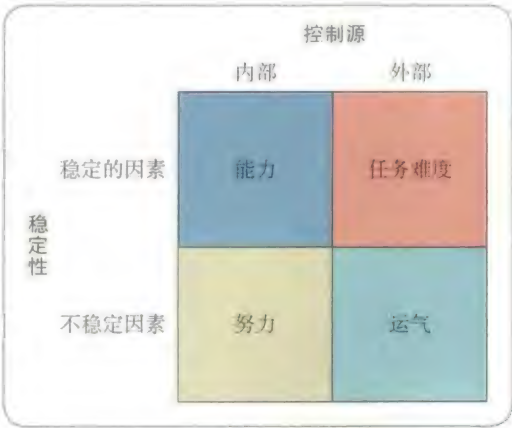 控制源
内部 外部
稳定的因素 能力 任务难度
稳定性
不稳定因素 努力 运气